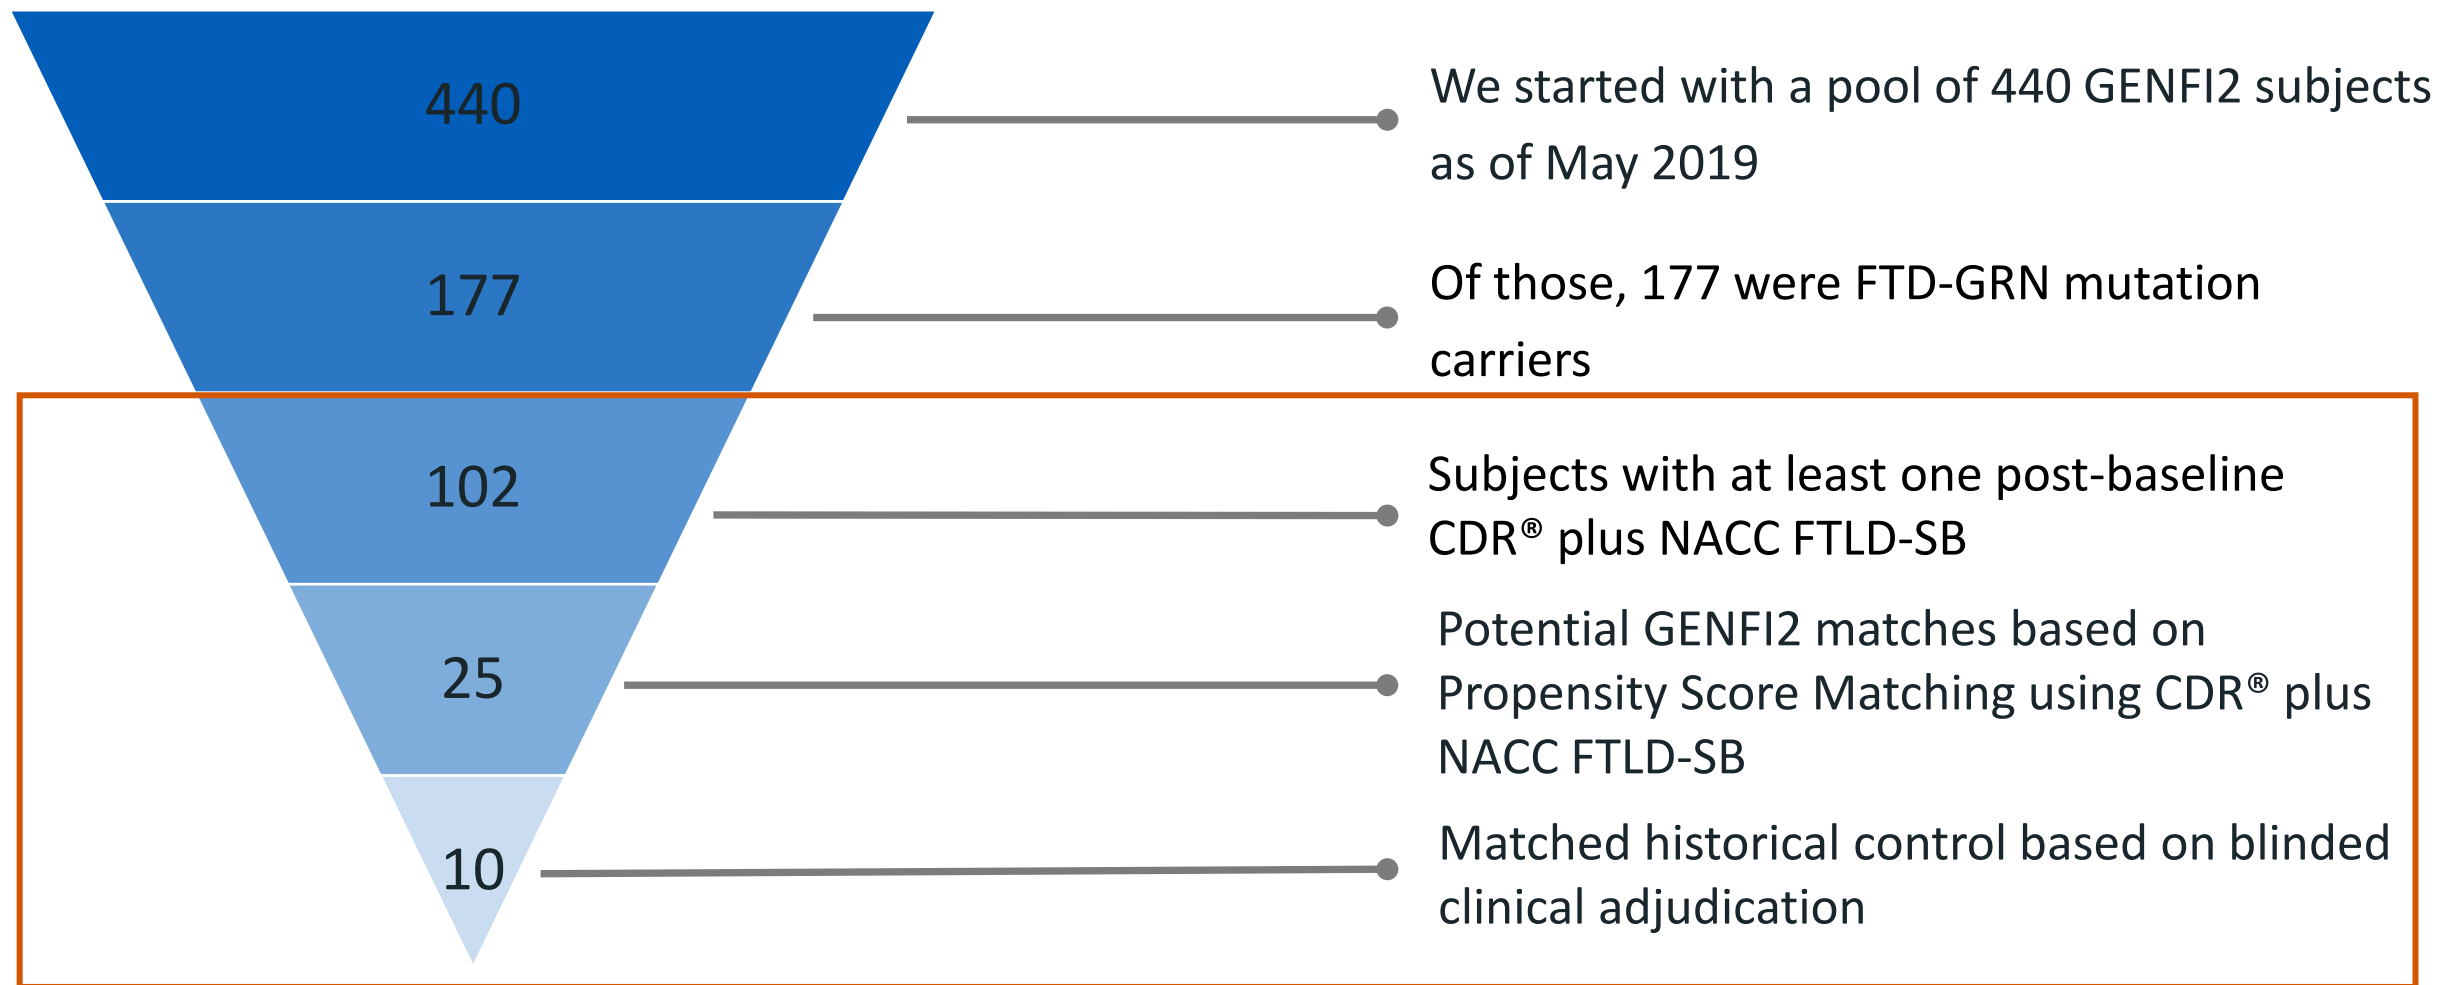 440
We started with a pool of 440 GENFI2 subjects
as of May 2019
177
Of those, 177 were FTD-GRN mutation
carriers
102
Subjects with at least one post-baseline
CDR® plus NACC FTLD-SB
25
Potential GENFI2 matches based on
Propensity Score Matching using CDR® plus
NACC FTLD-SB
10
Matched historical control based on blinded
clinical adjudication